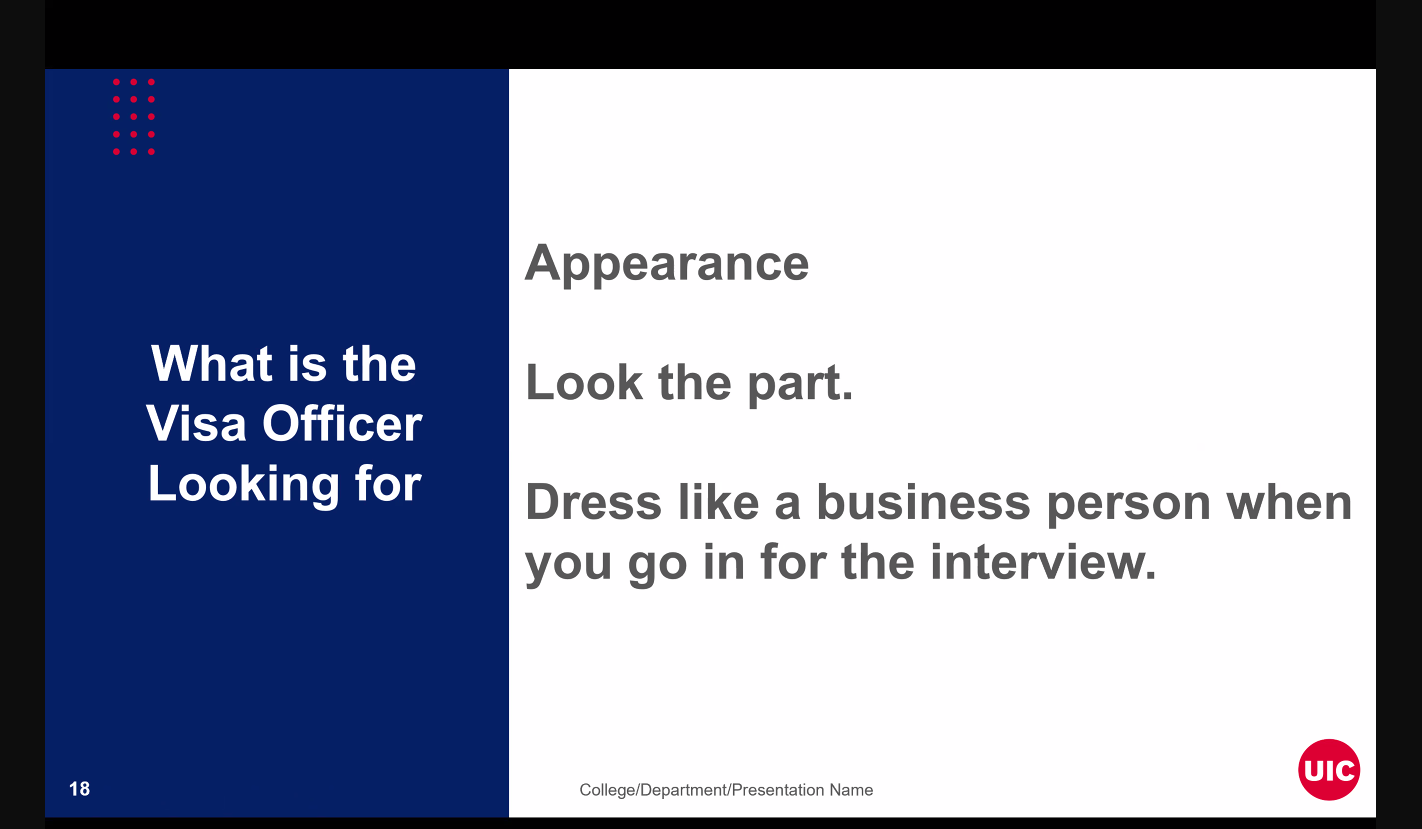 What is the
Visa Officer
Looking for
Appearance
Look the part.
Dress like a business person when
you go in for the interview.
18
College/Department/Presentation Name
UIC